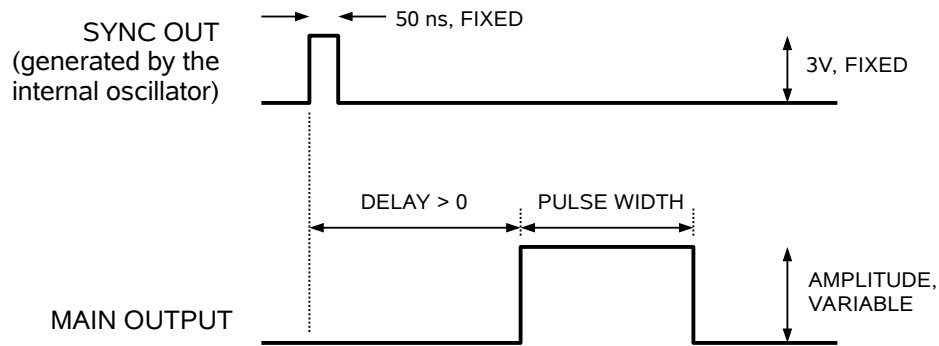 SYNC OUT
(generated by the
internal oscillator)
50 ns, FIXED
3V, FIXED
DELAY > 0
PULSE WIDTH
MAIN OUTPUT
AMPLITUDE,
VARIABLE